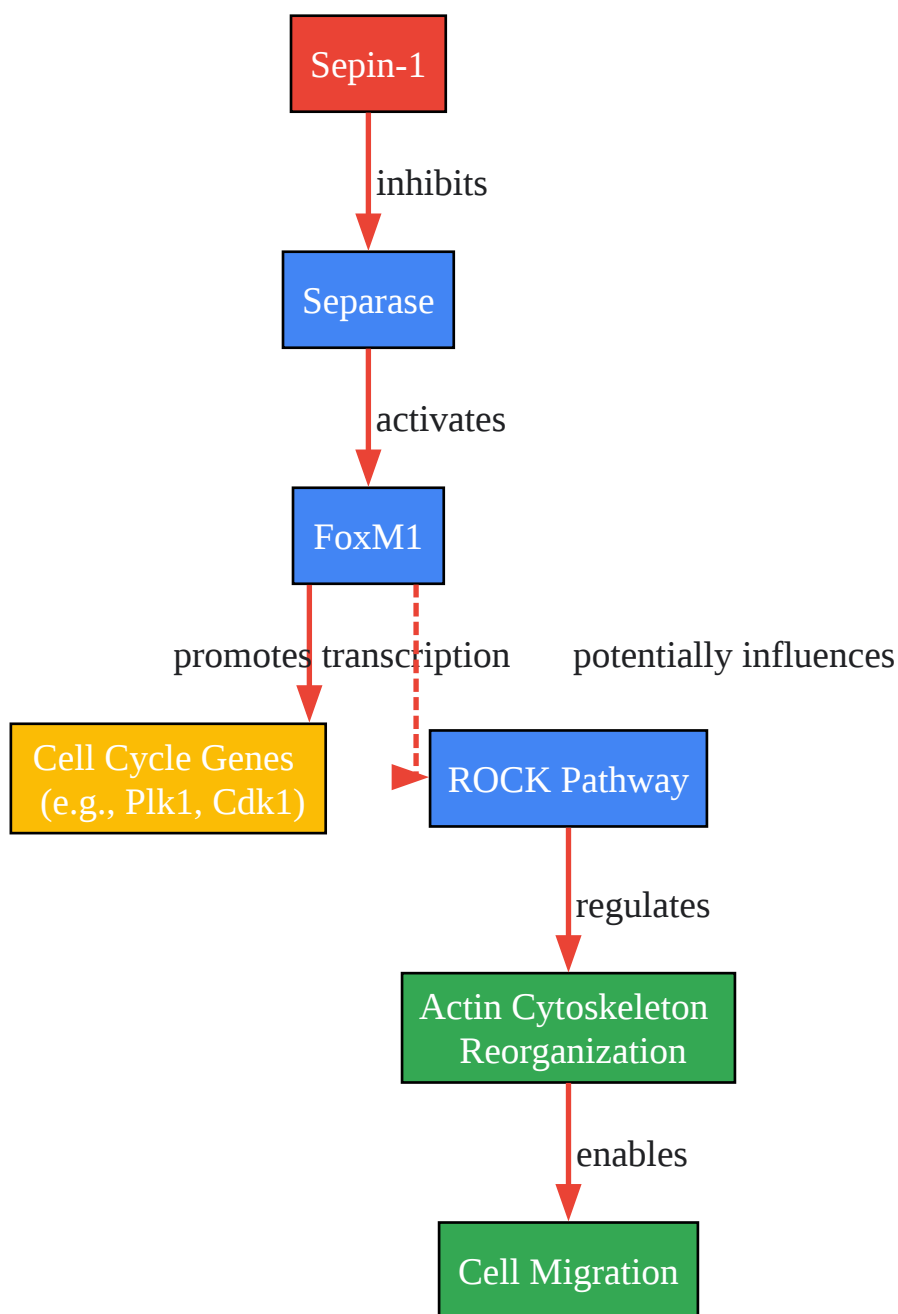 Sepin-1
inhibits
Separase
activates
FoxM1
promotes transcription
potentially influences
Cell Cycle Genes
(e.g., Plk1, Cdk1)
ROCK Pathway
regulates
Actin Cytoskeleton
Reorganization
enables
Cell Migration